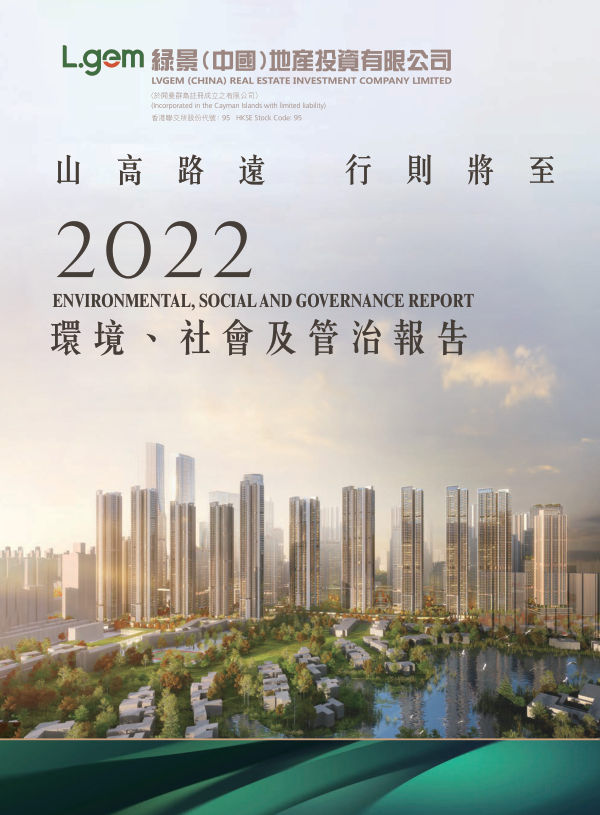 L.gem 綠景（中國）地產投資有限公司
LVGEM (CHINA) REAL ESTATE INVESTMENT COMPANY LIMITED
（於開曼群島註冊成立之有限公司）
(Incorporated in the Cayman Islands with limited liability)
香港聯交所股份代號：95 HKSE Stock Code: 95
山高路遠 行則將至
2022
ENVIRONMENTAL, SOCIAL AND GOVERNANCE REPORT
環境、社會及管治報告